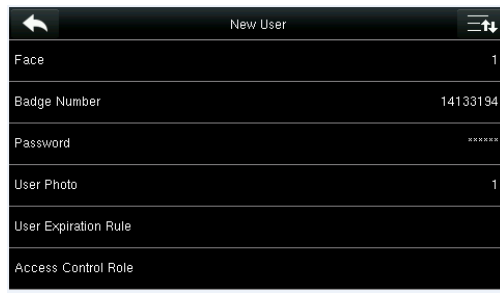 New User
Face 1
Badge Number 14133194
Password ******
User Photo 1
User Expiration Rule
Access Control Role